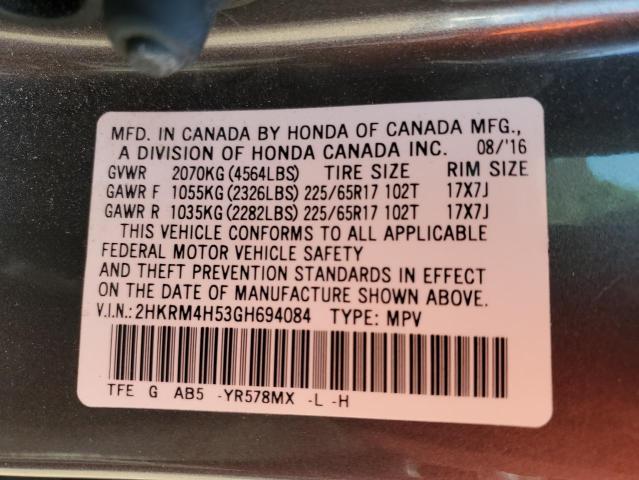 MFD. IN CANADA BY HONDA OF CANADA MFG.,
A DIVISION OF HONDA CANADA INC. 08/'16
GVWR 2070KG (4564LBS) TIRE SIZE RIM SIZE
GAWR F 1055KG (2326LBS) 225/65R17 102T 17X7J
GAWR R 1035KG (2282LBS) 225/65R17 102T 17X7J
THIS VEHICLE CONFORMS TO ALL APPLICABLE
FEDERAL MOTOR VEHICLE SAFETY
AND THEFT PREVENTION STANDARDS IN EFFECT
ON THE DATE OF MANUFACTURE SHOWN ABOVE.
V.I.N.: 2HKRM4H53GH694084 TYPE: MPV
TFE G AB5 -YR578MX -L -H